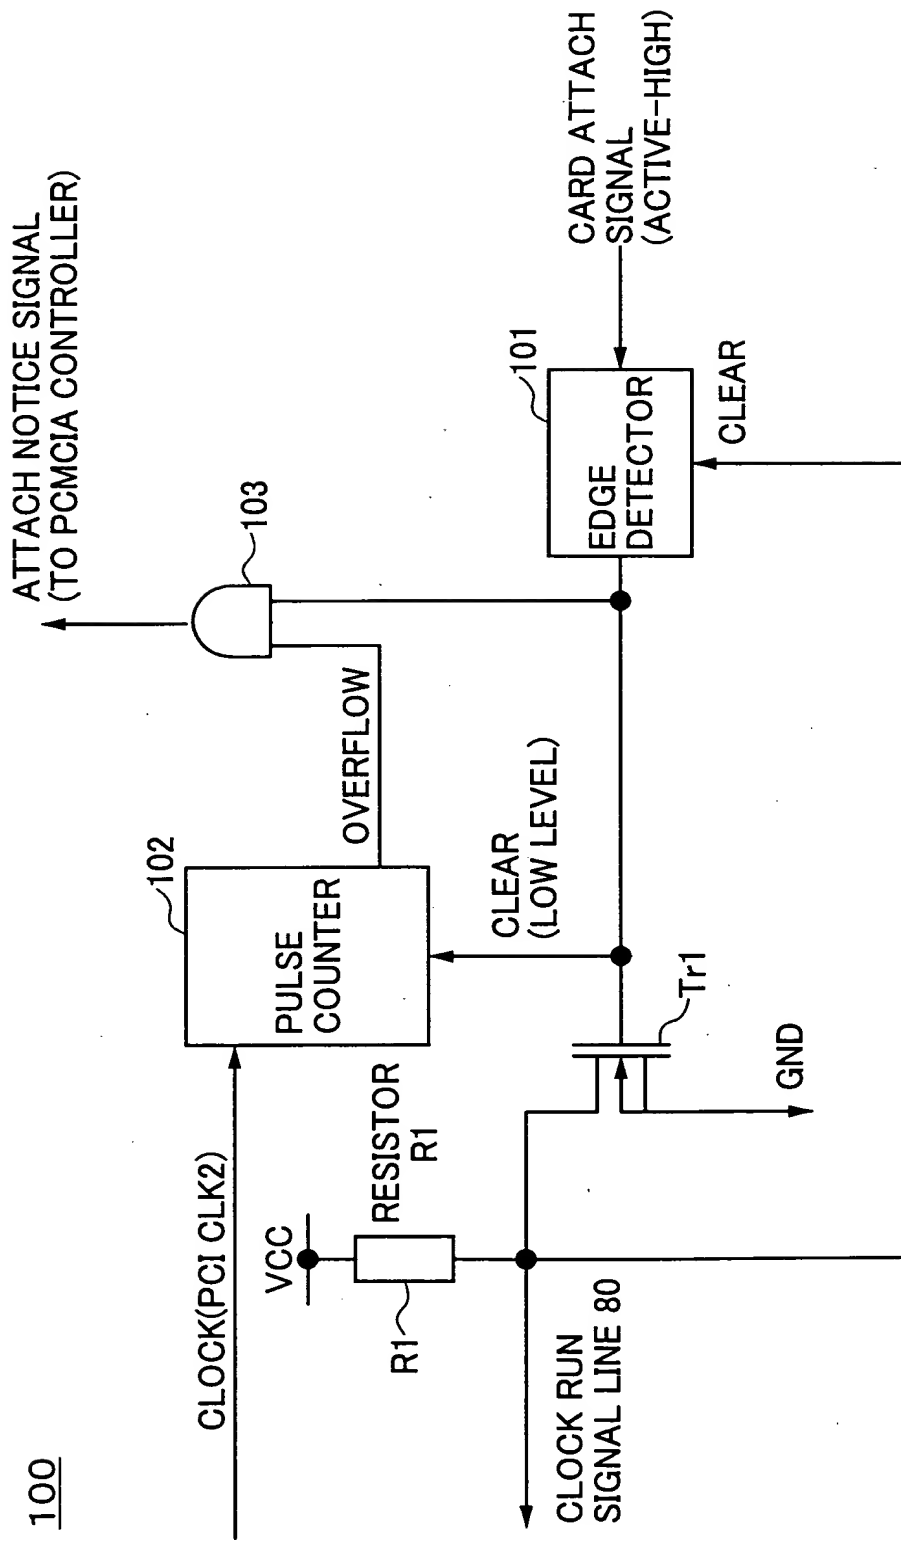 100
CLOCK(PCI CLK2)
VCC
R1
RESISTOR
R1
CLOCK RUN
SIGNAL LINE 80
102
PULSE
COUNTER
OVERFLOW
CLEAR
(LOW LEVEL)
Tr1
GND
ATTACH NOTICE SIGNAL
(TO PCMCIA CONTROLLER)
103
101
EDGE
DETECTOR
CLEAR
CARD ATTACH
SIGNAL
(ACTIVE-HIGH)